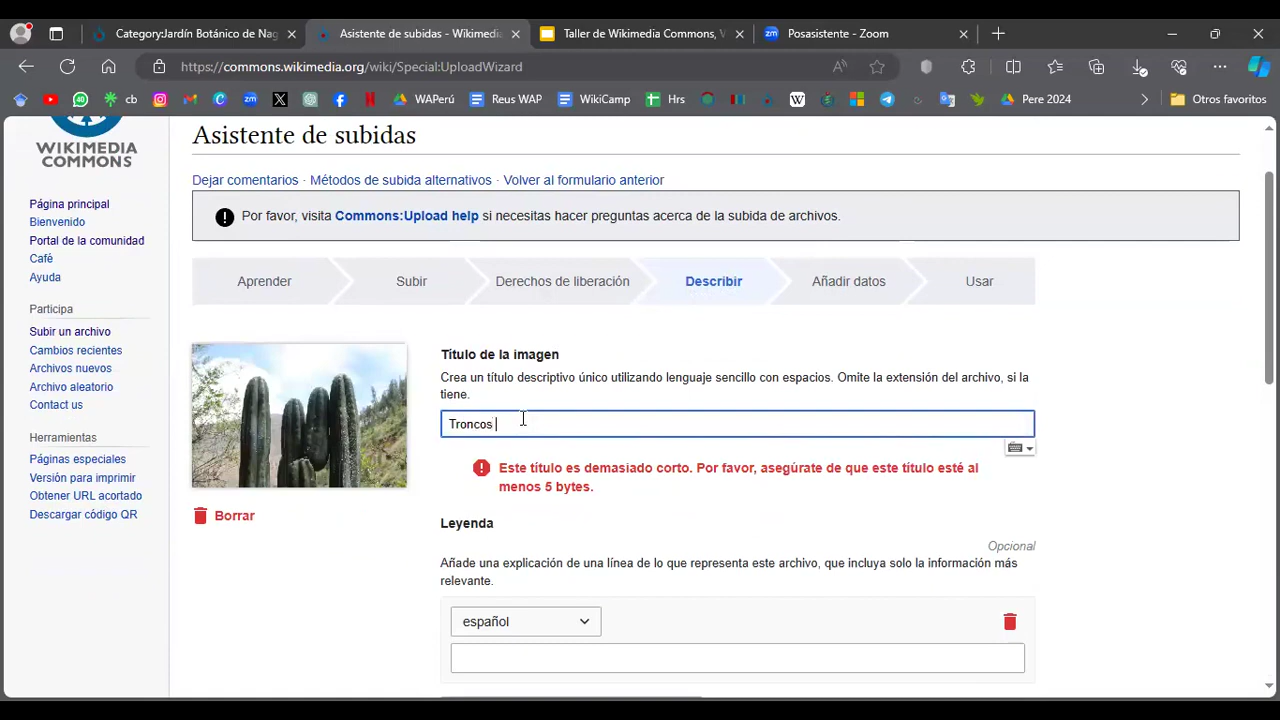 CategoryJardín Botánico de Nag
Asistente de subidas - Wikimedia
Taller de Wikimedia Commons, V
Posasistente - Zoom
https://commons.wikimedia.org/wiki/Special:UploadWizard
cb
WAPerú
Reus WAP
WikiCamp
Hrs
Pere 2024
Otros favoritos
WIKIMEDIA
COMMONS
Página principal
Bienvenido
Portal de la comunidad
Café
Ayuda
Participa
Subir un archivo
Cambios recientes
Archivos nuevos
Archivo aleatorio
Contact us
Herramientas
Páginas especiales
Versión para imprimir
Obtener URL acortado
Descargar código QR
Asistente de subidas
Dejar comentarios · Métodos de subida alternativos · Volver al formulario anterior
Por favor, visita Commons:Upload help si necesitas hacer preguntas acerca de la subida de archivos.
Aprender
Subir
Derechos de liberación
Describir
Añadir datos
Usar
Borrar
Título de la imagen
Crea un título descriptivo único utilizando lenguaje sencillo con espacios. Omite la extensión del archivo, si la
tiene.
Troncos
Este título es demasiado corto. Por favor, asegúrate de que este título esté al
menos 5 bytes.
Leyenda
Opcional
Añade una explicación de una línea de lo que representa este archivo, que incluya solo la información más
relevante.
español